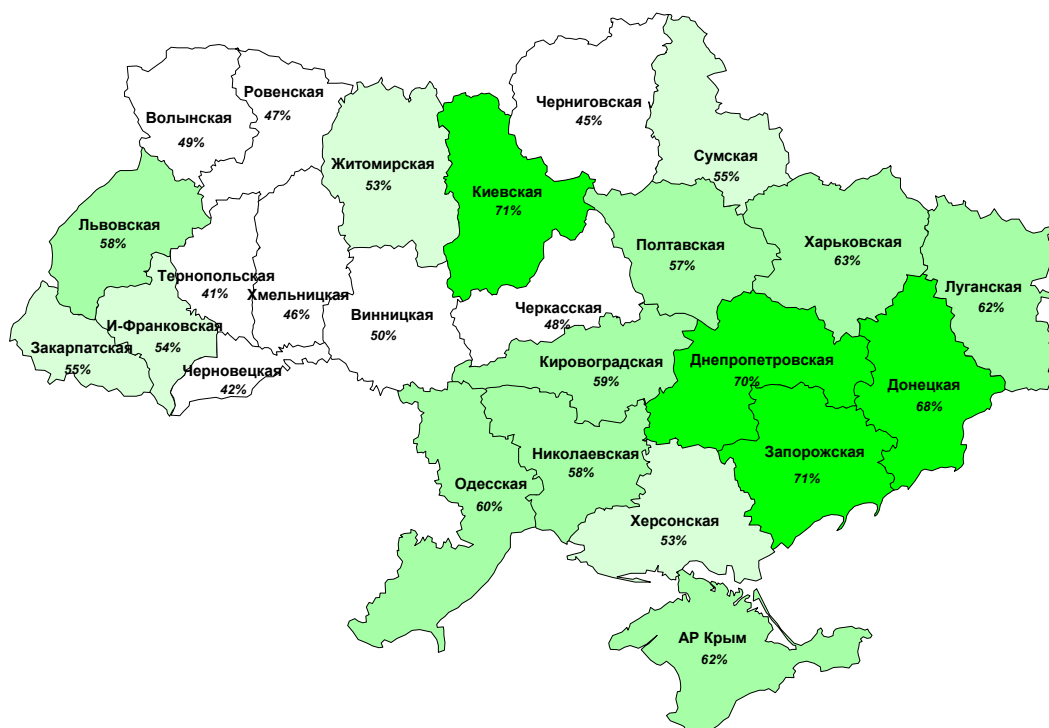 Ровенская
47%
Волынская
49%
Черниговская
45%
Житомирская
53%
Сумская
55%
Киевская
71%
Львовская
58%
Полтавская
57%
Харьковская
63%
Тернопольская
41%
Хмельницкая
46%
Луганская
62%
Винницкая
50%
Черкасская
48%
И-Франковская
54%
Закарпатская
55%
Черновецкая
42%
Кировоградская
59%
Днепропетровская
70%
Донецкая
68%
Николаевская
58%
Запорожская
71%
Одесская
60%
Херсонская
53%
АР Крым
62%